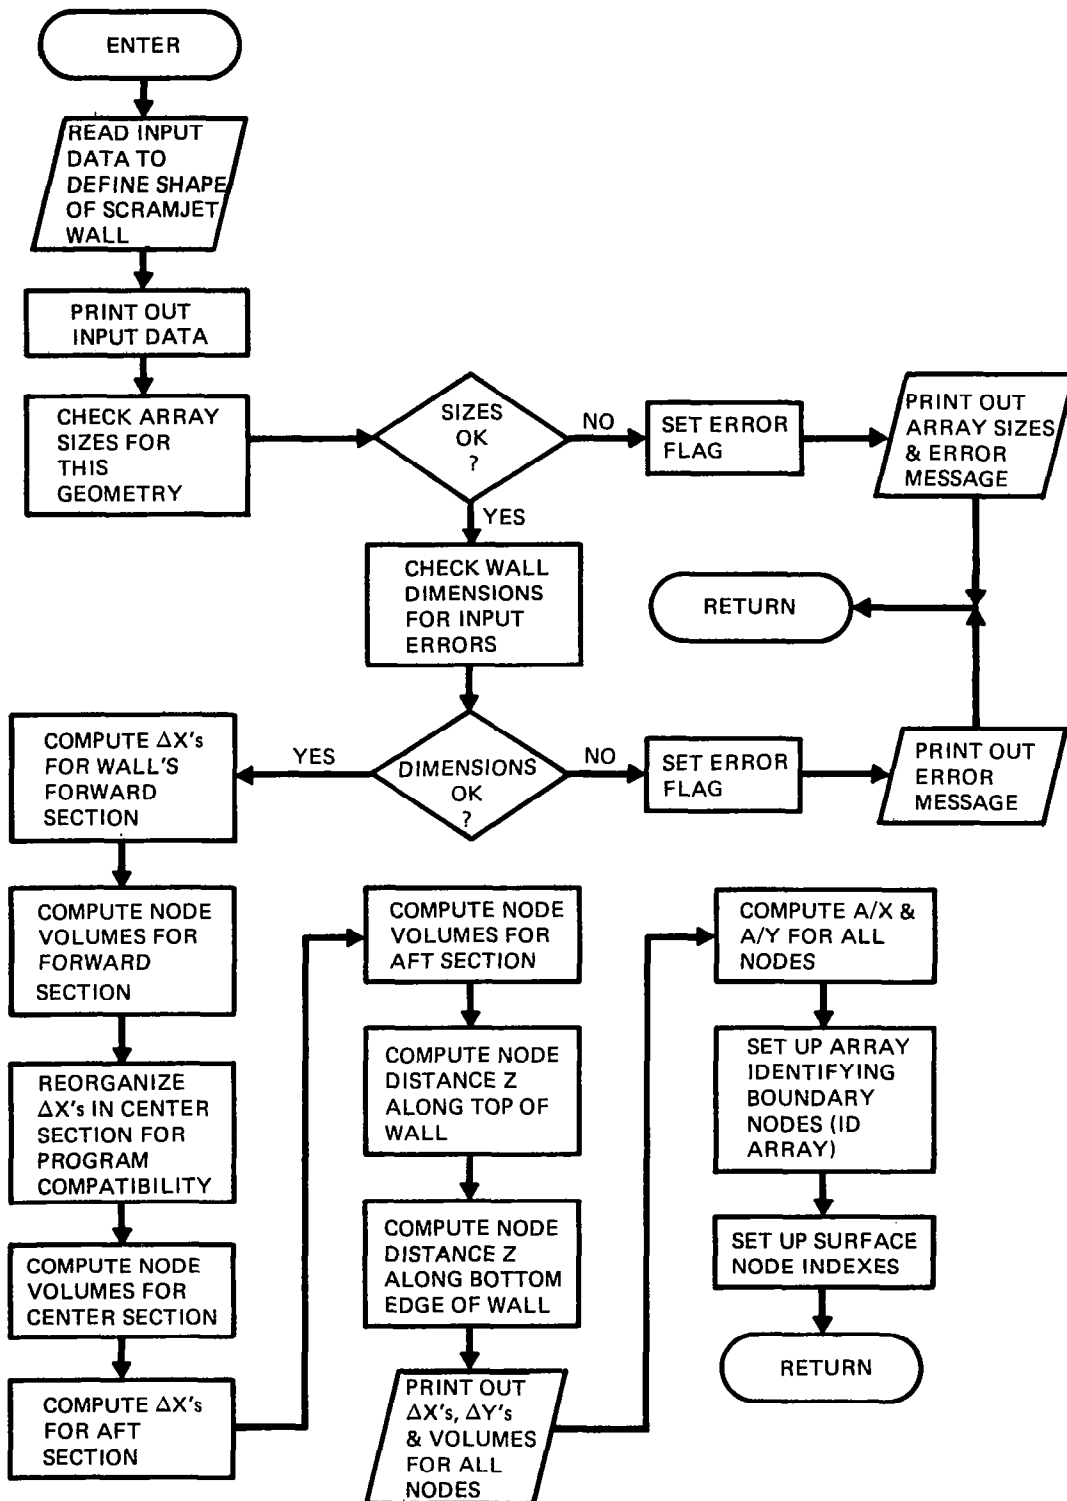 ENTER
READ INPUT
DATA TO
DEFINE SHAPE
OF SCRAMJET
WALL
PRINT OUT
INPUT DATA
CHECK ARRAY
SIZES FOR
THIS
GEOMETRY
SIZES
OK
?
NO
SET ERROR
FLAG
PRINT OUT
ARRAY SIZES
& ERROR
MESSAGE
YES
CHECK WALL
DIMENSIONS
FOR INPUT
ERRORS
RETURN
DIMENSIONS
OK
?
NO
SET ERROR
FLAG
PRINT OUT
ERROR
MESSAGE
YES
COMPUTE ΔX's
FOR WALL'S
FORWARD
SECTION
COMPUTE NODE
VOLUMES FOR
FORWARD
SECTION
REORGANIZE
ΔX's IN CENTER
SECTION FOR
PROGRAM
COMPATIBILITY
COMPUTE NODE
VOLUMES FOR
CENTER SECTION
COMPUTE ΔX's
FOR AFT
SECTION
COMPUTE NODE
VOLUMES FOR
AFT SECTION
COMPUTE NODE
DISTANCE Z
ALONG TOP OF
WALL
COMPUTE NODE
DISTANCE Z
ALONG BOTTOM
EDGE OF WALL
PRINT OUT
ΔX's, ΔY's
& VOLUMES
FOR ALL
NODES
COMPUTE A/X &
A/Y FOR ALL
NODES
SET UP ARRAY
IDENTIFYING
BOUNDARY
NODES (ID
ARRAY)
SET UP SURFACE
NODE INDEXES
RETURN